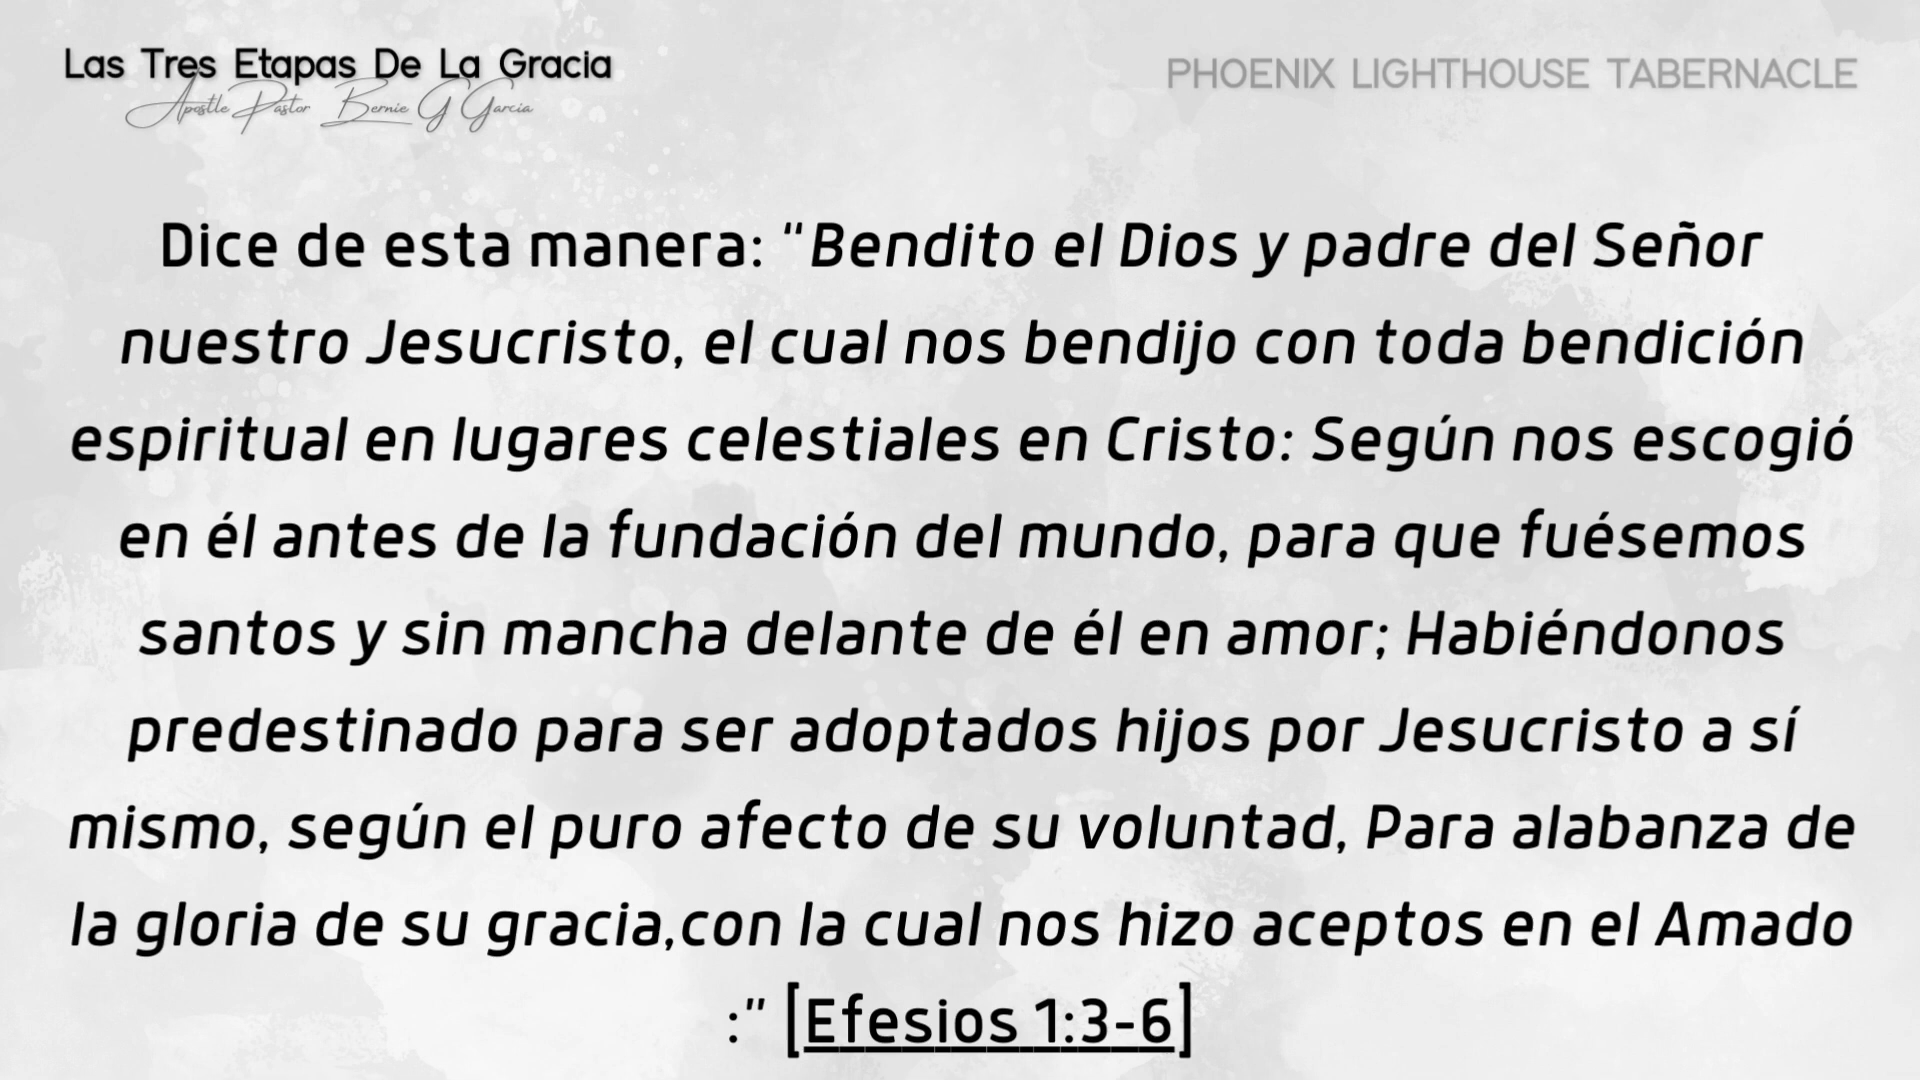 Las Tres Etapas De La Gracia
Apostle Pastor Bernie G Garcia
PHOENIX LIGHTHOUSE TABERNACLE
Dice de esta manera: "Bendito el Dios y padre del Señor
nuestro Jesucristo, el cual nos bendijo con toda bendición
espiritual en lugares celestiales en Cristo: Según nos escogió
en él antes de la fundación del mundo, para que fuésemos
santos y sin mancha delante de él en amor; Habiéndonos
predestinado para ser adoptados hijos por Jesucristo a sí
mismo, según el puro afecto de su voluntad, Para alabanza de
la gloria de su gracia,con la cual nos hizo aceptos en el Amado
:" [Efesios 1:3-6]